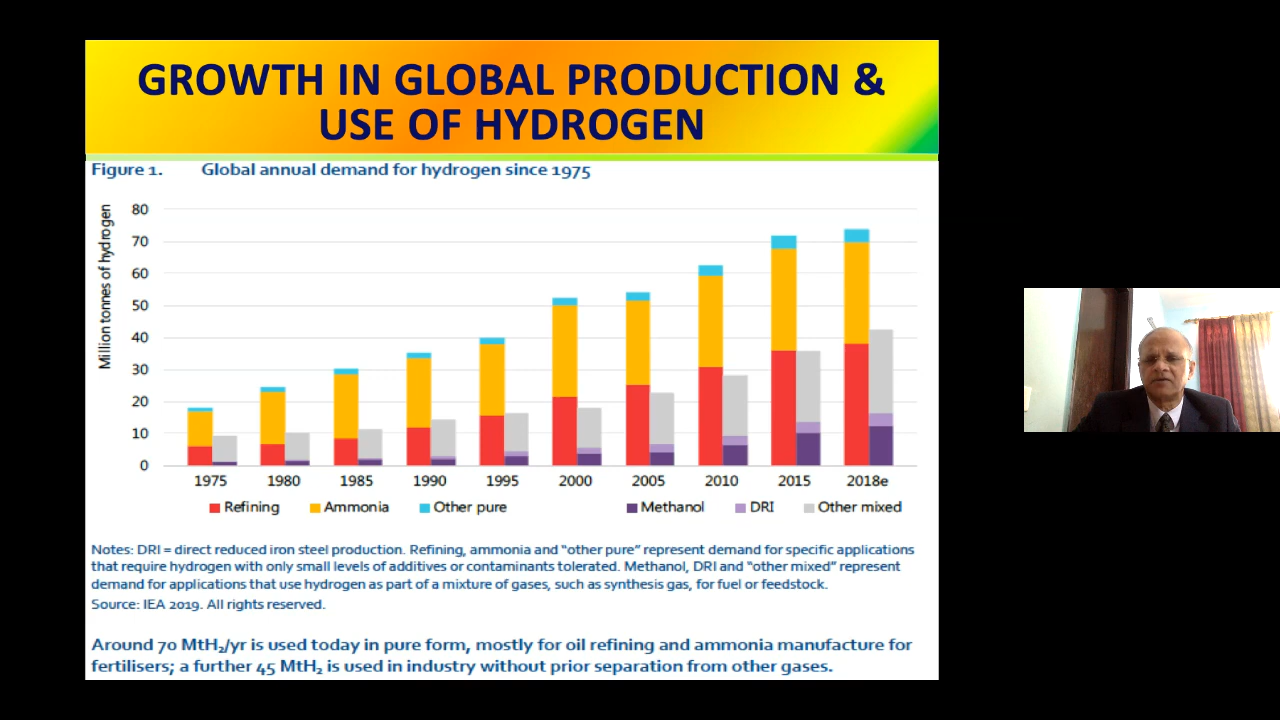 GROWTH IN GLOBAL PRODUCTION &
USE OF HYDROGEN
Figure 1. Global annual demand for hydrogen since 1975
Million tonnes of hydrogen
80
70
60
50
40
30
20
10
0
1975 1980 1985 1990 1995 2000 2005 2010 2015 2018e
Refining Ammonia Other pure Methanol DRI Other mixed
Notes: DRI = direct reduced iron steel production. Refining, ammonia and “other pure” represent demand for specific applications
that require hydrogen with only small levels of additives or contaminants tolerated. Methanol, DRI and “other mixed” represent
demand for applications that use hydrogen as part of a mixture of gases, such as synthesis gas, for fuel or feedstock.
Source: IEA 2019. All rights reserved.
Around 70 MtH₂/yr is used today in pure form, mostly for oil refining and ammonia manufacture for
fertilisers; a further 45 MtH₂ is used in industry without prior separation from other gases.